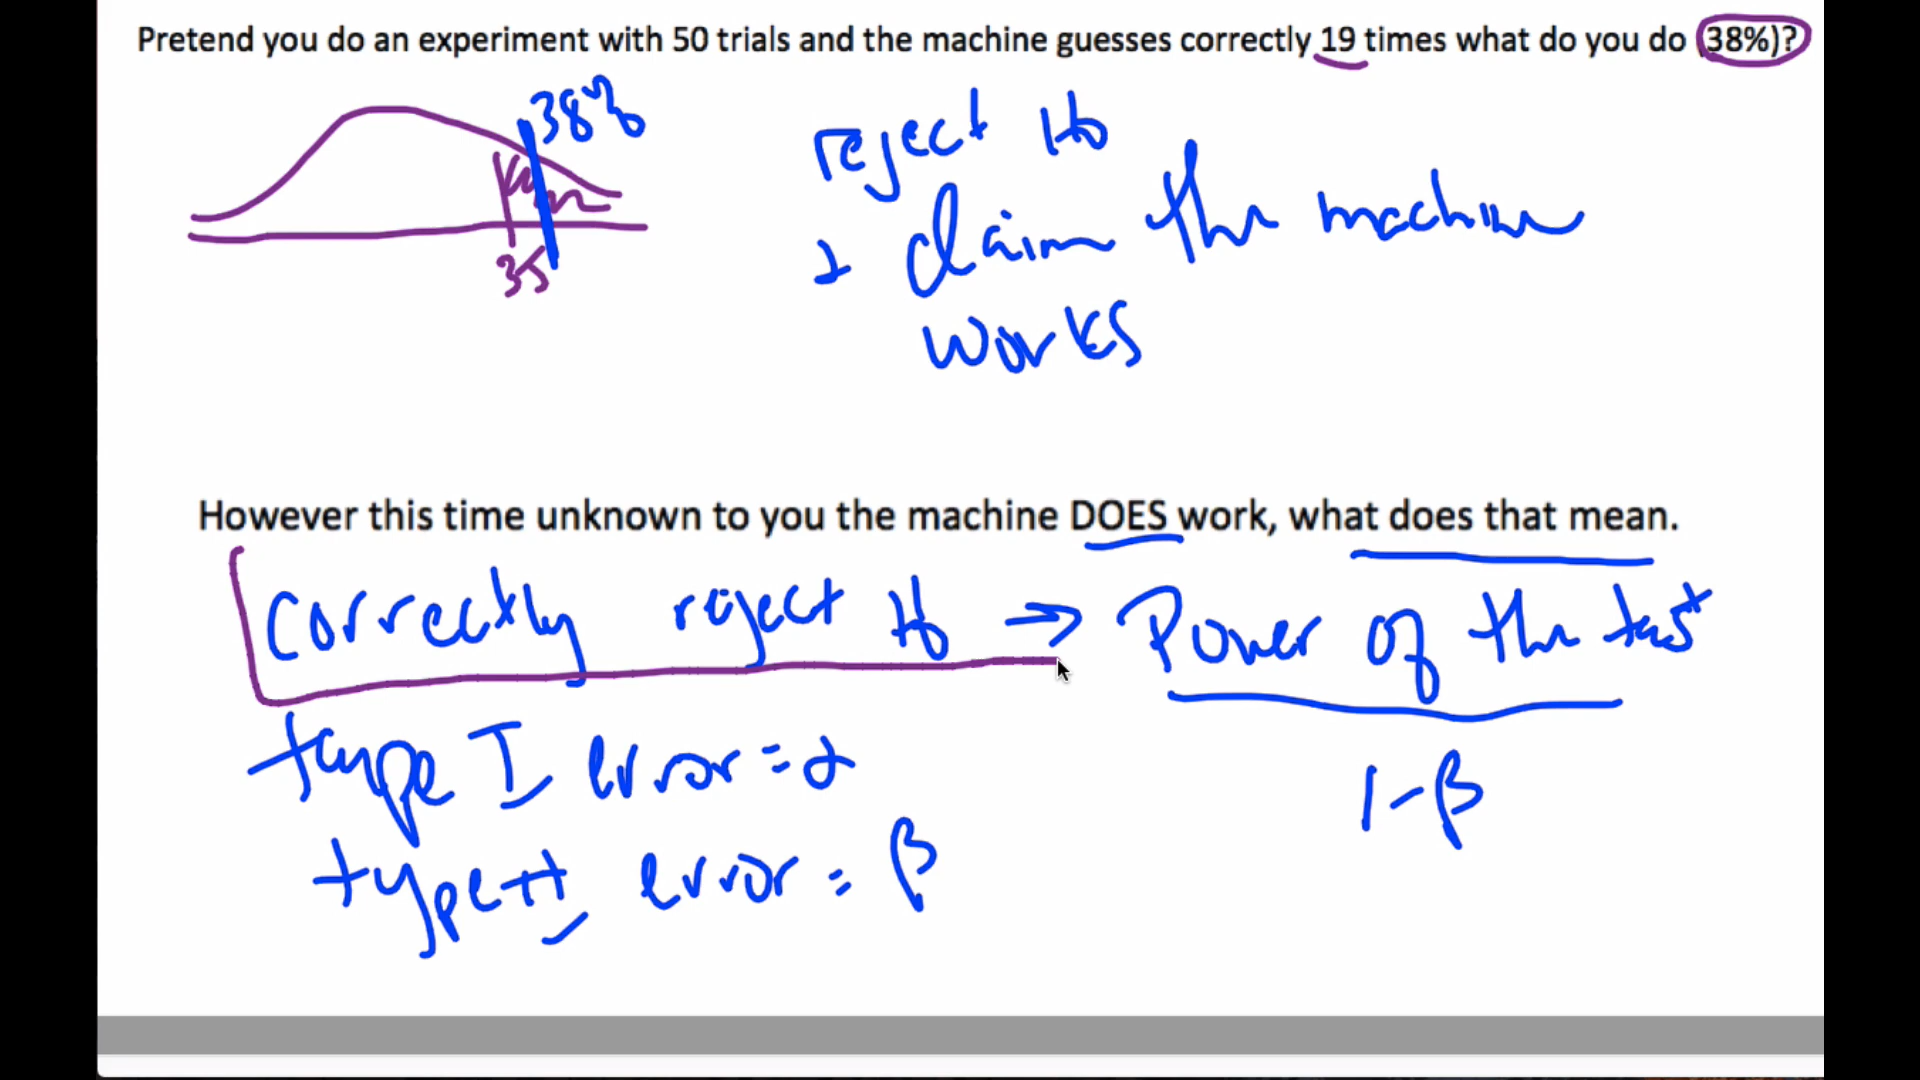 Pretend you do an experiment with 50 trials and the machine guesses correctly 19 times what do you do (38%)?
38%
35
reject Ho
& claim the machine
works
However this time unknown to you the machine DOES work, what does that mean.
Correctly reject Ho → Power of the test
type I error = α
1-β
type II error = β